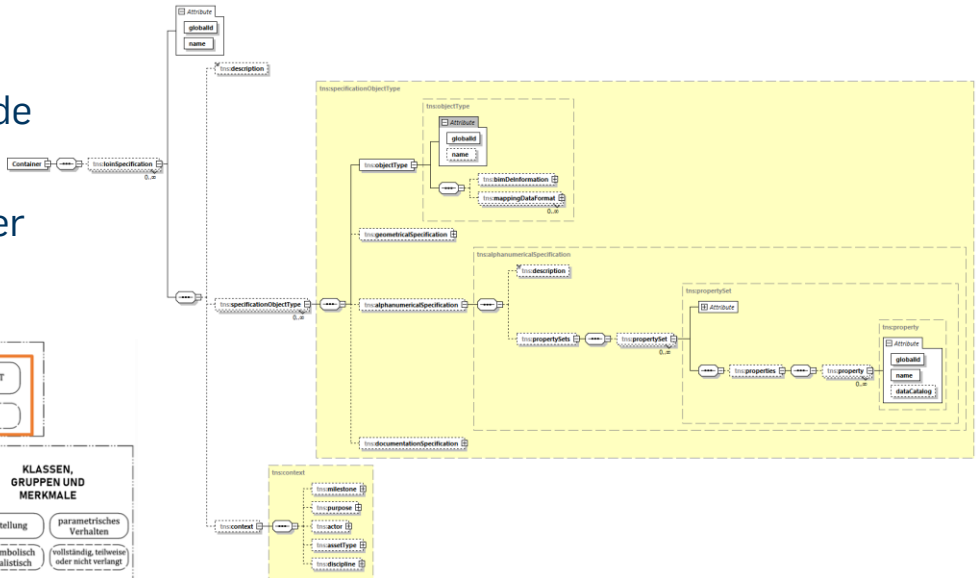 de
er
Attribute
globalId
name
tns:description
Container
tns:loinSpecification
0..∞
tns:specificationObjectType
tns:objectType
Attribute
globalId
name
tns:objectType
tns:bimDeInformation
tns:mappingDataFormat
0..∞
tns:geometricalSpecification
tns:alphanumericalSpecification
tns:description
tns:propertySet
Attribute
tns:property
Attribute
globalId
name
dataCatalog
tns:specificationObjectType
0..∞
tns:alphanumericalSpecification
tns:propertySets
tns:propertySet
0..∞
tns:properties
tns:property
0..∞
tns:documentationSpecification
T
KLASSEN,
GRUPPEN UND
MERKMALE
tellung
parametrisches
Verhalten
mbolisch
alistisch
vollständig, teilweise
oder nicht verlangt
tns:context
tns:context
tns:milestone
tns:purpose
tns:actor
tns:assetType
tns:discipline